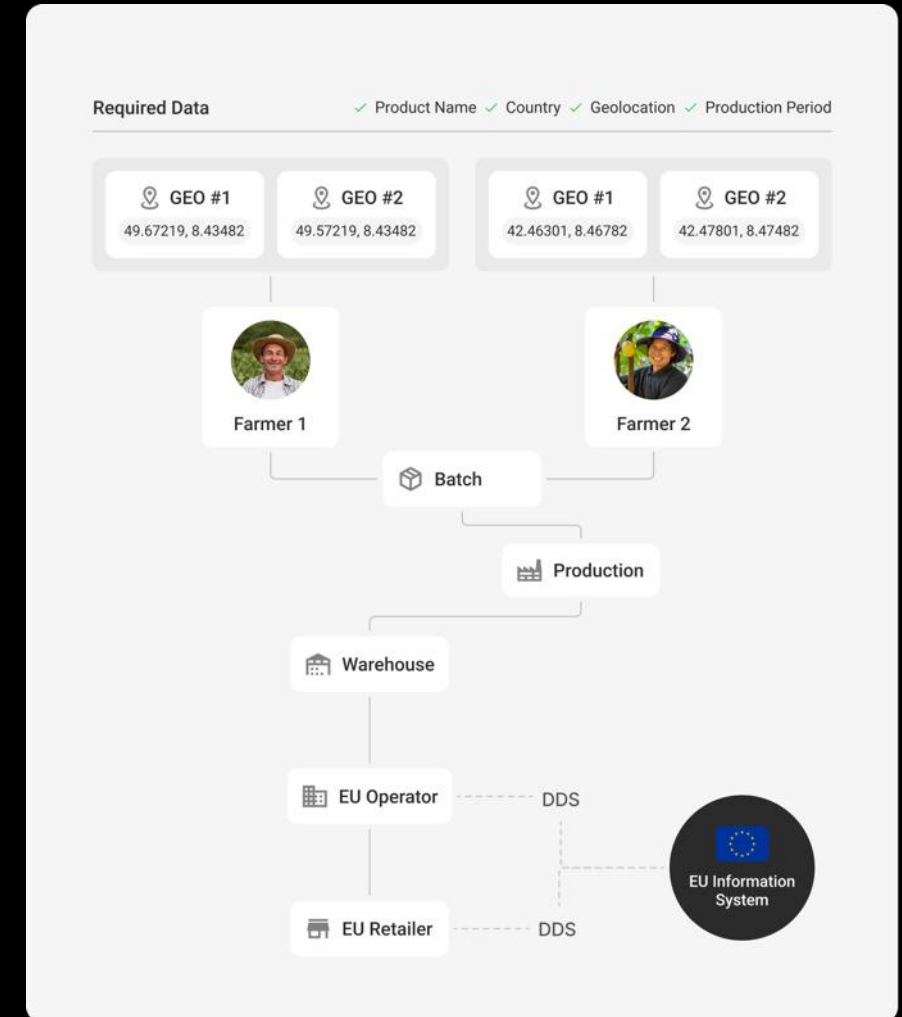 Required Data
Product Name
Country
Geolocation
Production Period
GEO #1
GEO #2
GEO #1
GEO #2
49.67219, 8.43482
49.57219, 8.43482
42.46301, 8.46782
42.47801, 8.47482
Farmer 1
Farmer 2
Batch
Production
Warehouse
EU Operator
DDS
EU Information
System
EU Retailer
DDS